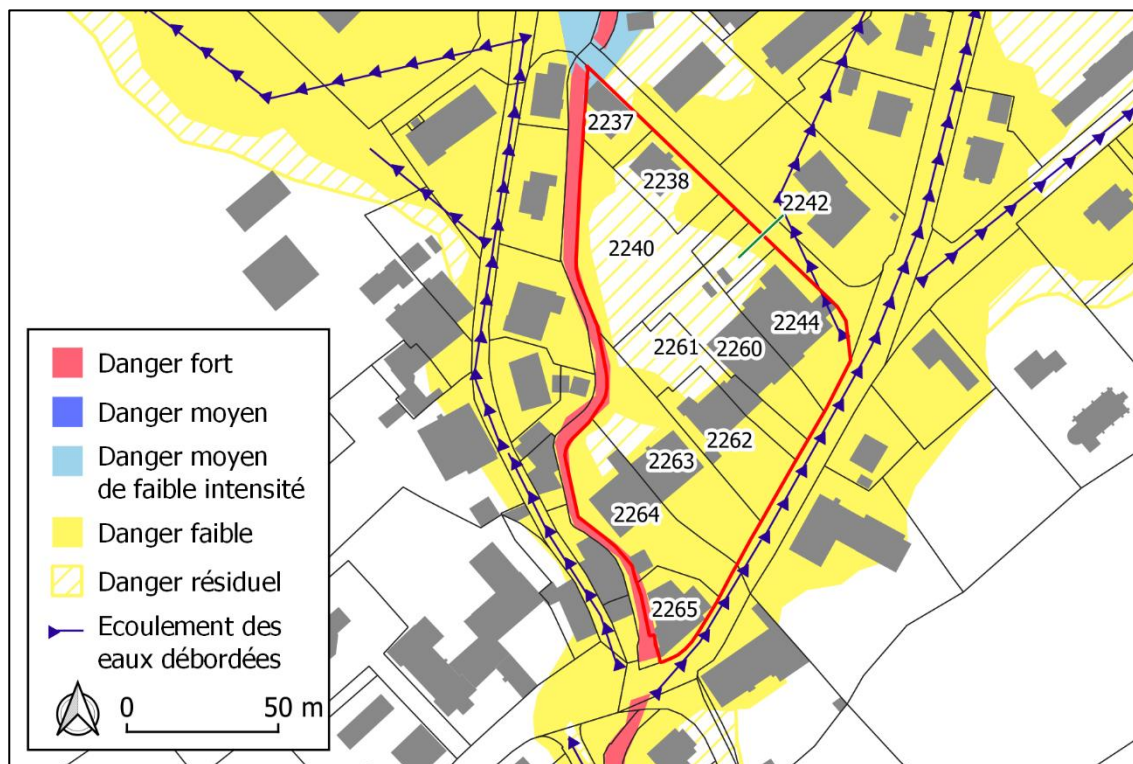 2237
2238
2242
2240
2244
2261
2260
2262
2263
2264
2265
Danger fort
Danger moyen
Danger moyen
de faible intensité
Danger faible
Danger résiduel
Ecoulement des
eaux débordées
0 50 m